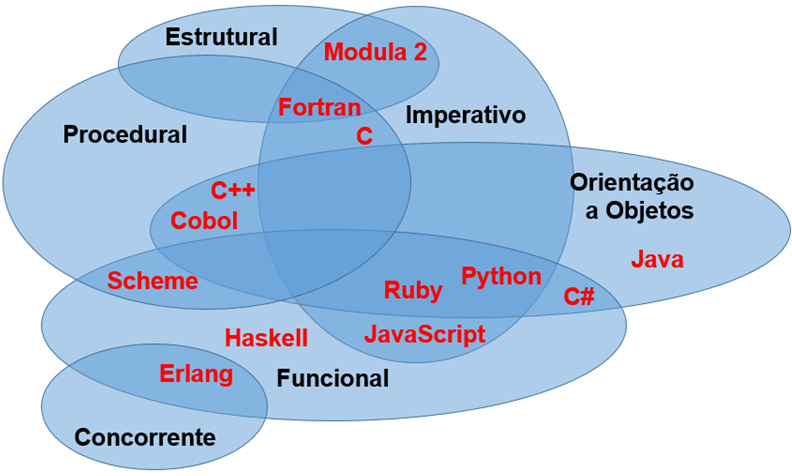 Estrutural
Modula 2
Fortran
Imperativo
Procedural
C
C++
Cobol
Orientação
a Objetos
Java
Scheme
Ruby
Python
C#
Haskell
JavaScript
Erlang
Funcional
Concorrente